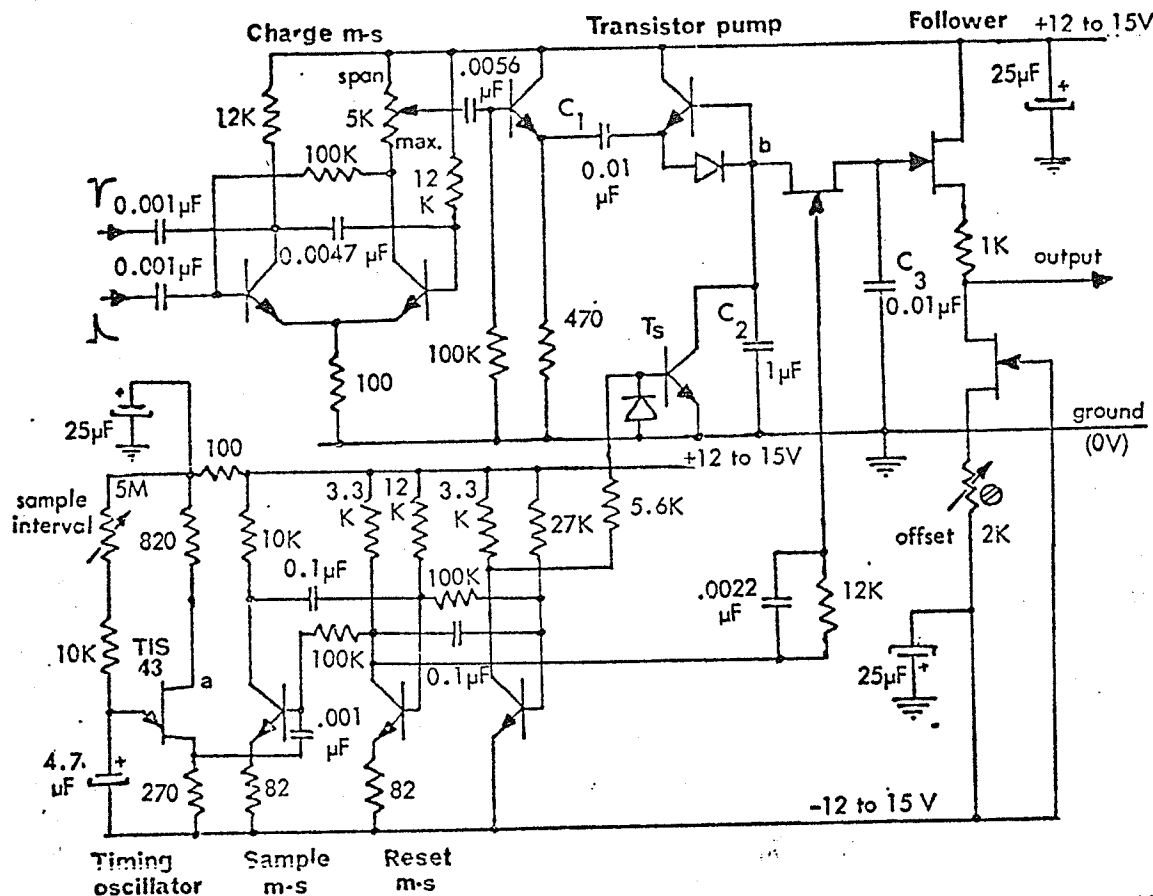 Charge m-s
Transistor pump
Follower
+12 to 15V
span
.0056
µF
25µF
+
12K
5K
C1
max.
100K
12
K
0.01
µF
b
0.001µF
0.0047 µF
1K
0.001µF
C3
0.01µF
output
470
Ts
C2
100K
1µF
100
+
25µF
ground
(0V)
100
+12 to 15V
5M
sample
interval
3.3
K
12
K
3.3
K
27K
5.6K
820
10K
offset
2K
0.1µF
100K
.0022
µF
12K
10K
TIS
43
100K
0.1µF
a
25µF
+
.001
µF
4.7
µF
+
270
82
82
-12 to 15 V
Timing
oscillator
Sample
m-s
Reset
m-s